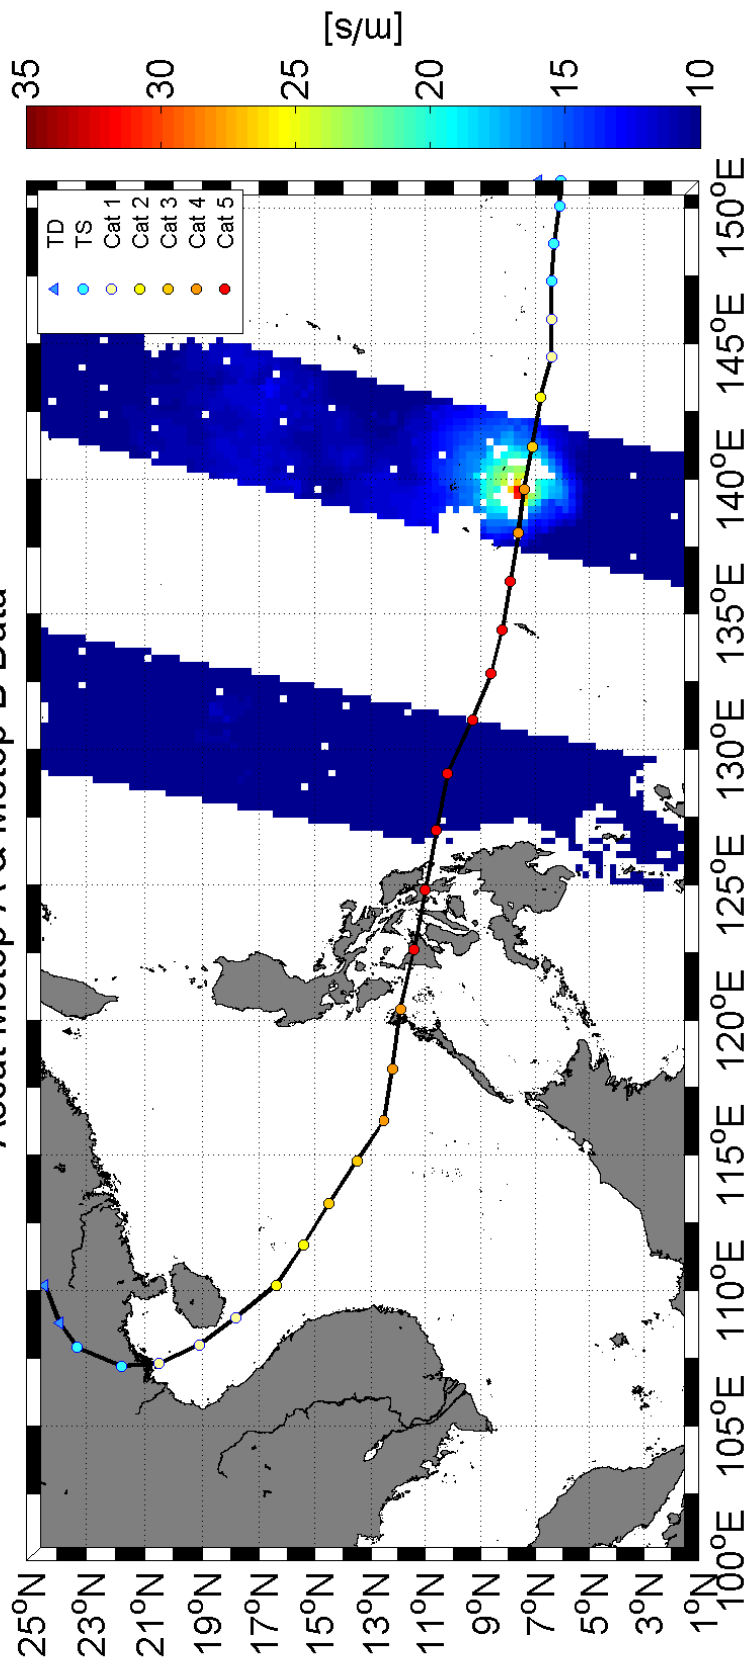 Ascat Metop-A & Metop-B Data
25°N
23°N
21°N
19°N
17°N
15°N
13°N
11°N
9°N
7°N
5°N
3°N
1°N
100°E
105°E
110°E
115°E
120°E
125°E
130°E
135°E
140°E
145°E
150°E
TD
TS
Cat 1
Cat 2
Cat 3
Cat 4
Cat 5
35
30
25
20
15
10
[m/s]